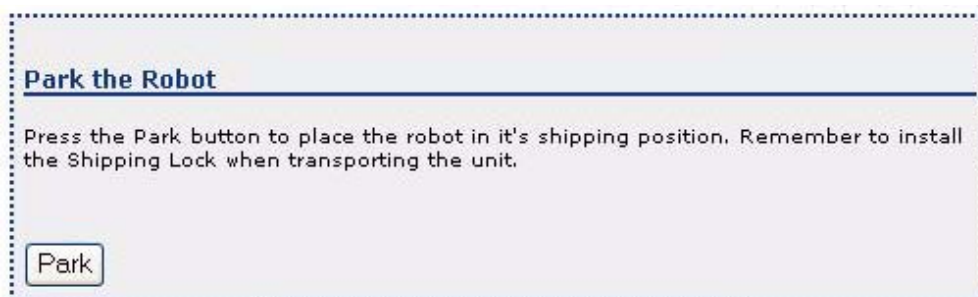 Park the Robot
Press the Park button to place the robot in it's shipping position. Remember to install
the Shipping Lock when transporting the unit.
Park